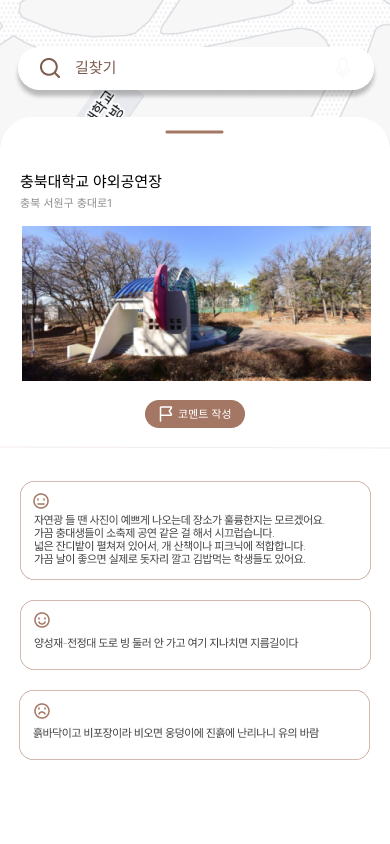 길찾기
충북대학교 야외공연장
충북 서원구 충대로1
코멘트 작성
자연광 들 땐 사진이 예쁘게 나오는데 장소가 훌륭한지는 모르겠어요.
가끔 충대생들이 소축제 공연 같은 걸 해서 시끄럽습니다.
넓은 잔디밭이 펼쳐져 있어서, 개 산책이나 피크닉에 적합합니다.
가끔 날이 좋으면 실제로 돗자리 깔고 김밥먹는 학생들도 있어요.
양성재-전정대 도로 빙 둘러 안 가고 여기 지나치면 지름길이다
흙바닥이고 비포장이라 비오면 웅덩이에 진흙에 난리나니 유의 바람